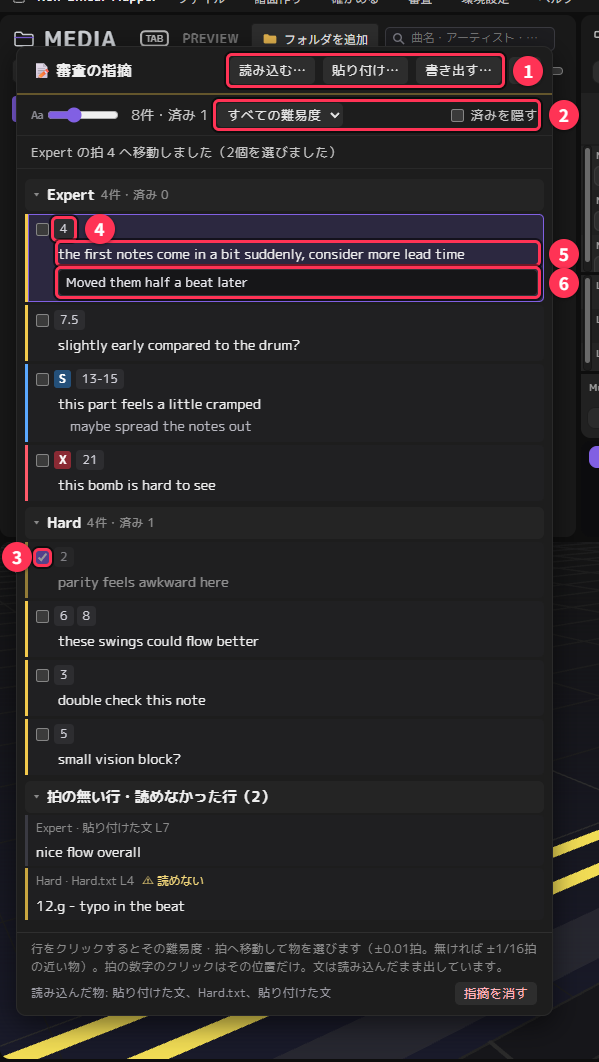 MEDIA TAB PREVIEW フォルダを追加 曲名・アーティスト・…
審査の指摘 読み込む… 貼り付け… 書き出す… 1
Aa 8件・済み 1 すべての難易度 済みを隠す 2
Expert の拍 4 へ移動しました（2個を選びました）
Expert 4件・済み 0
4 4
the first notes come in a bit suddenly, consider more lead time 5
Moved them half a beat later 6
7.5
slightly early compared to the drum?
S 13-15
this part feels a little cramped
maybe spread the notes out
X 21
this bomb is hard to see
Hard 4件・済み 1
3 2
parity feels awkward here
6 8
these swings could flow better
3
double check this note
5
small vision block?
拍の無い行・読めなかった行（2）
Expert · 貼り付けた文 L7
nice flow overall
Hard · Hard.txt L4 ⚠ 読めない
12.g - typo in the beat
行をクリックするとその難易度・拍へ移動して物を選びます（±0.01拍。無ければ ±1/16拍
の近い物）。拍の数字のクリックはその位置だけ。文は読み込んだまま出しています。
読み込んだ物: 貼り付けた文、Hard.txt、貼り付けた文 指摘を消す